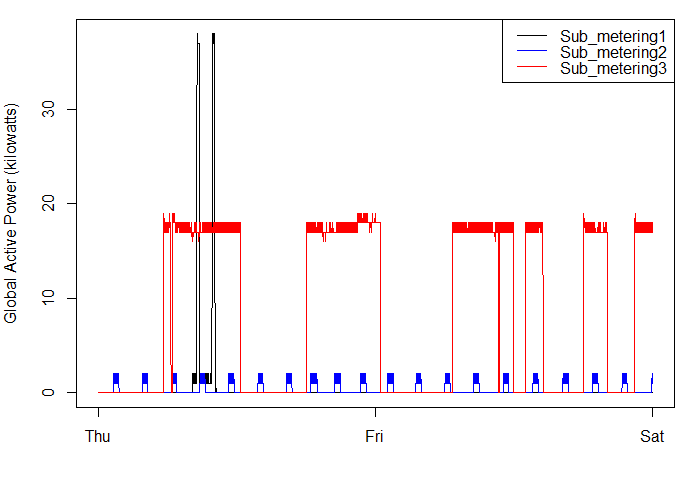 Sub_metering1
Sub_metering2
Sub_metering3
Global Active Power (kilowatts)
30
20
10
0
Thu
Fri
Sat